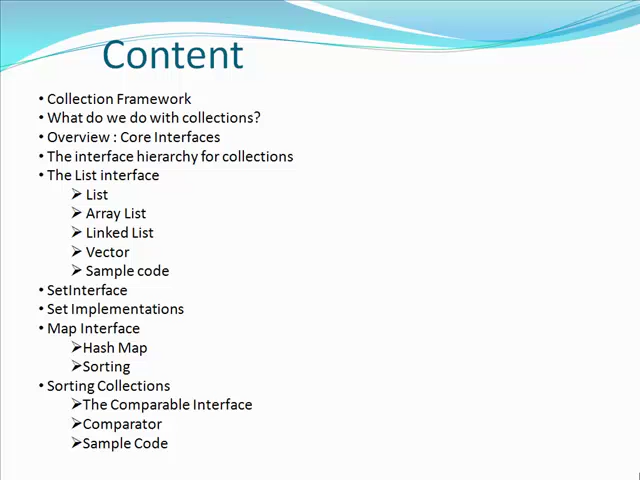 Content
• Collection Framework
• What do we do with collections?
• Overview : Core Interfaces
• The interface hierarchy for collections
• The List interface
➢ List
➢ Array List
➢ Linked List
➢ Vector
➢ Sample code
• SetInterface
• Set Implementations
• Map Interface
➢Hash Map
➢Sorting
• Sorting Collections
➢The Comparable Interface
➢Comparator
➢Sample Code